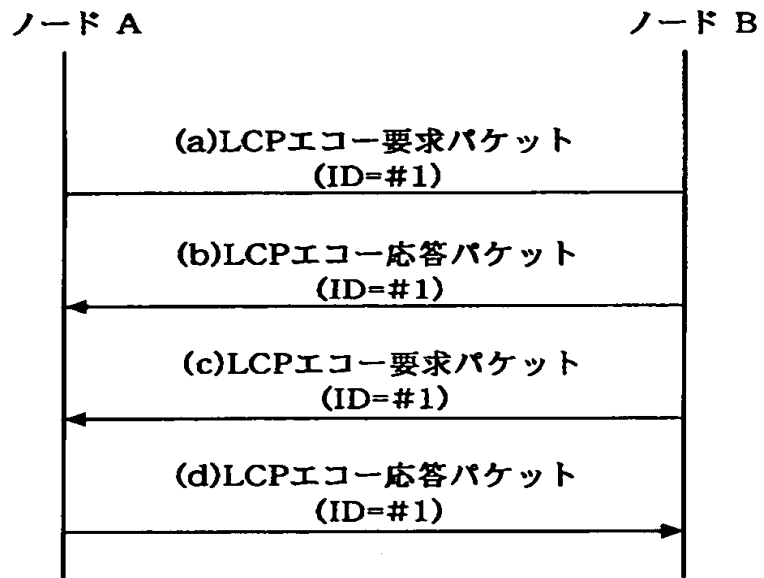 ノード A
ノード B
(a)LCPエコー要求パケット
(ID=#1)
(b)LCPエコー応答パケット
(ID=#1)
(c)LCPエコー要求パケット
(ID=#1)
(d)LCPエコー応答パケット
(ID=#1)